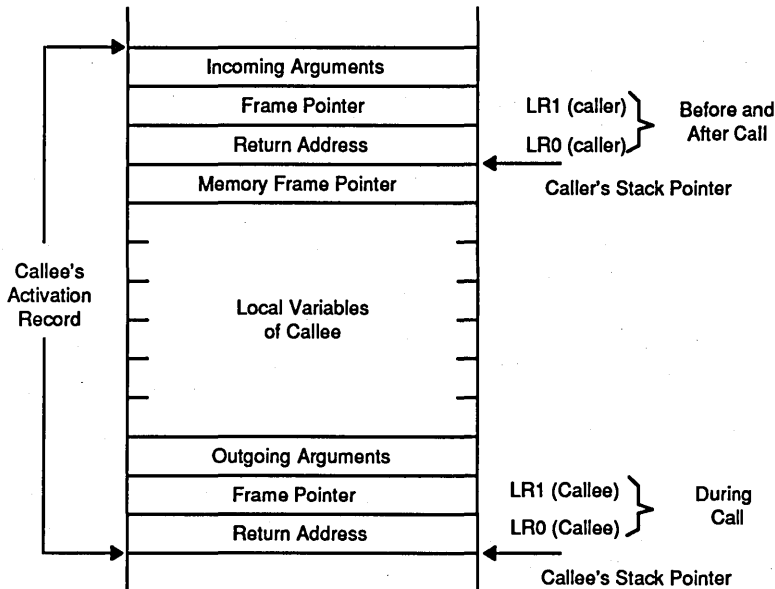 Incoming Arguments
Frame Pointer
LR1 (caller)
Before and
After Call
Return Address
LR0 (caller)
Memory Frame Pointer
Caller's Stack Pointer
Callee's
Activation
Record
Local Variables
of Callee
Outgoing Arguments
Frame Pointer
LR1 (Callee)
During
Call
Return Address
LR0 (Callee)
Callee's Stack Pointer